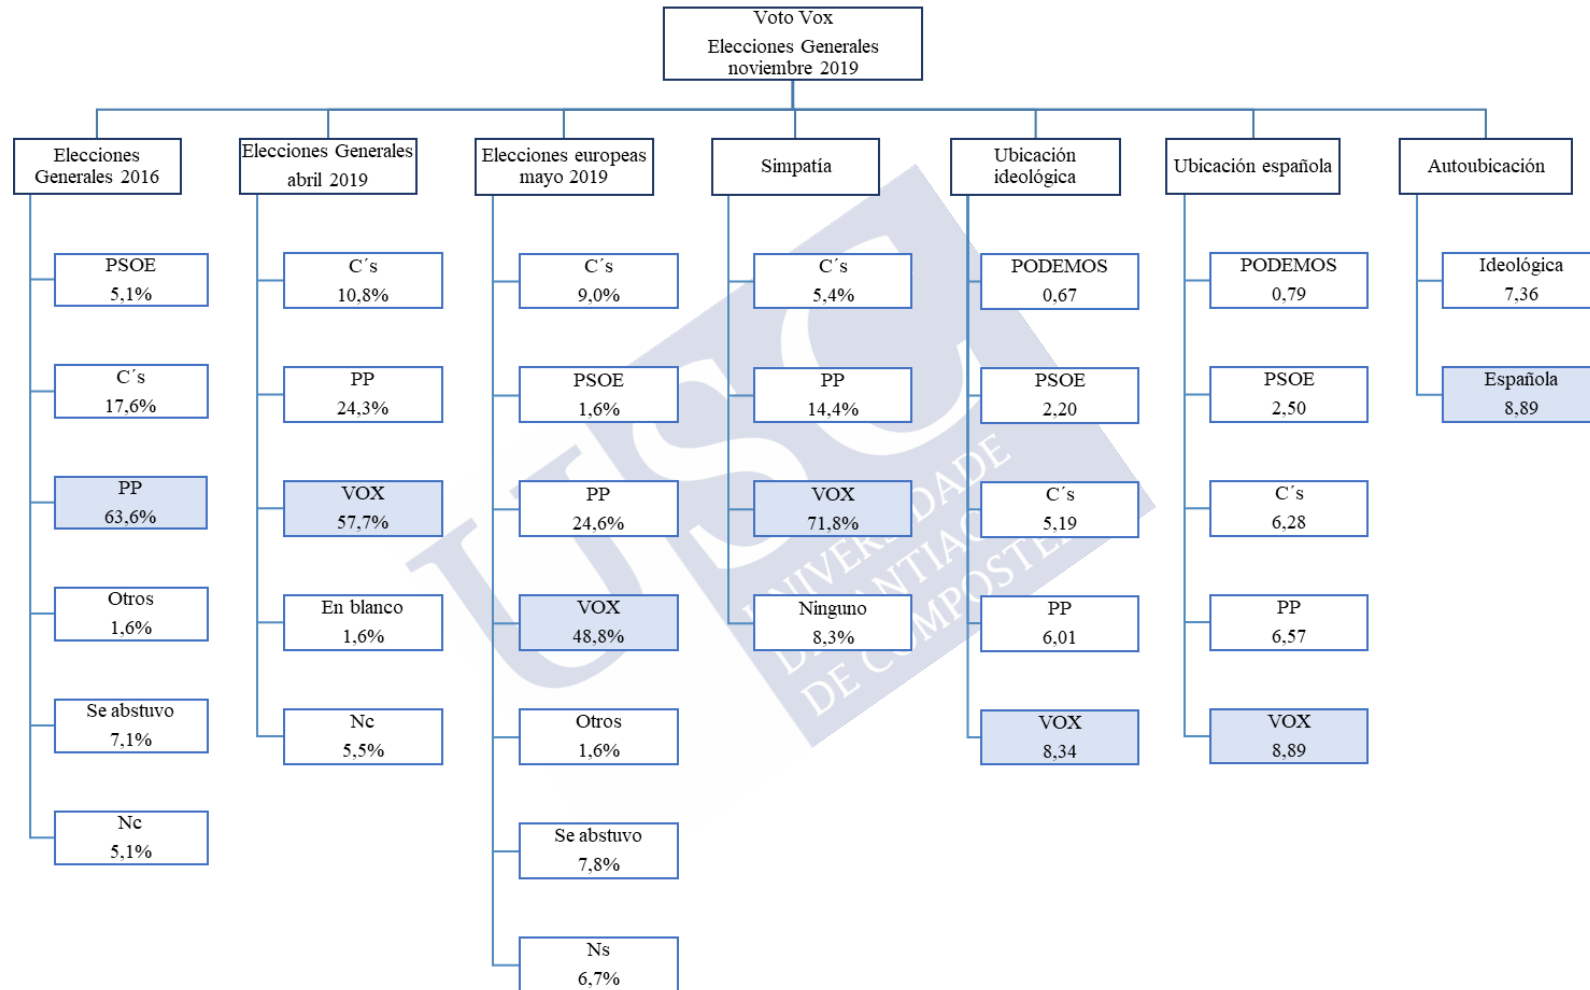 Voto Vox
Elecciones Generales
noviembre 2019
Elecciones
Generales 2016
PSOE
5,1%
C´s
17,6%
PP
63,6%
Otros
1,6%
Se abstuvo
7,1%
Nc
5,1%
Elecciones Generales
abril 2019
C´s
10,8%
PP
24,3%
VOX
57,7%
En blanco
1,6%
Nc
5,5%
Elecciones europeas
mayo 2019
C´s
9,0%
PSOE
1,6%
PP
24,6%
VOX
48,8%
Otros
1,6%
Se abstuvo
7,8%
Ns
6,7%
Simpatía
C´s
5,4%
PP
14,4%
VOX
71,8%
Ninguno
8,3%
Ubicación
ideológica
PODEMOS
0,67
PSOE
2,20
C´s
5,19
PP
6,01
VOX
8,34
Ubicación española
PODEMOS
0,79
PSOE
2,50
C´s
6,28
PP
6,57
VOX
8,89
Autoubicación
Ideológica
7,36
Española
8,89
USC
DE COMPOSTELA